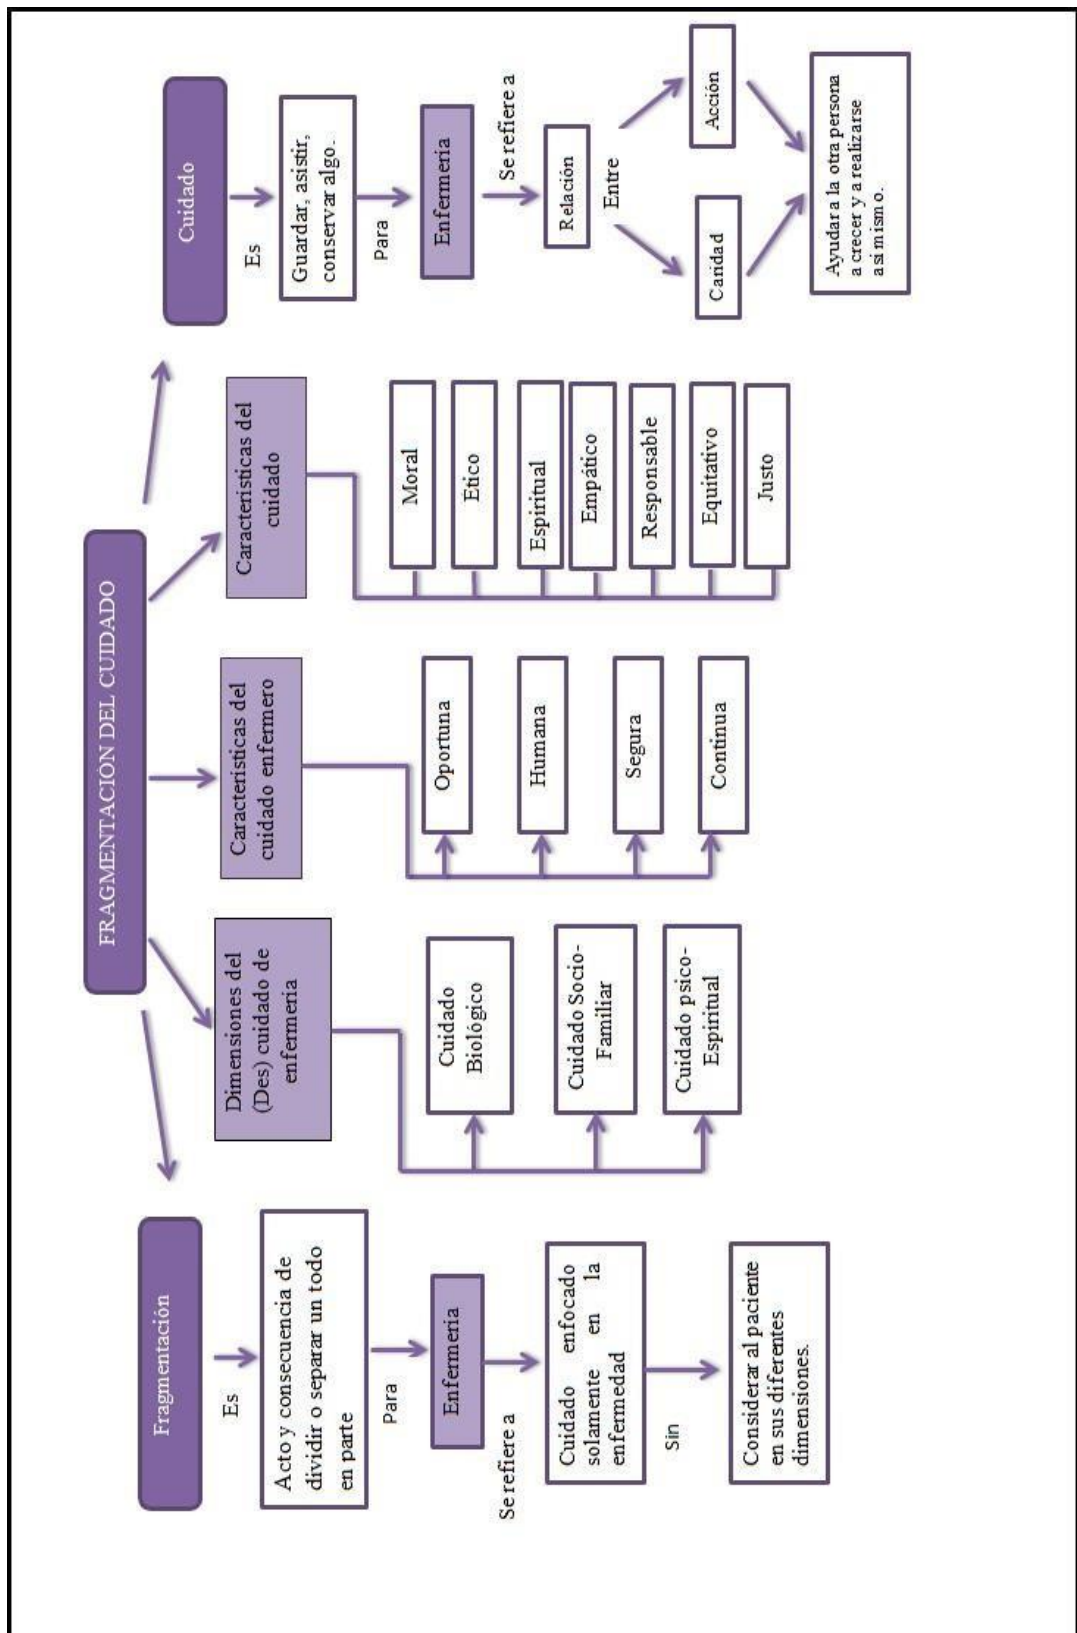 FRAGMENTACIÓN DEL CUIDADO
Fragmentación
Es
Acto y consecuencia de
dividir o separar un todo
en parte
Para
Enfermeria
Se refiere a
Cuidado enfocado
solamente en la
enfermedad
Sin
Considerar al paciente
en sus diferentes
dimensiones.
Dimensiones del
(Des) cuidado de
enfermeria
Cuidado
Biológico
Cuidado Socio-
Familiar
Cuidado psico-
Espiritual
Características del
cuidado enfermero
Oportuna
Humana
Segura
Continua
Características del
cuidado
Moral
Ético
Espiritual
Empático
Responsable
Equitativo
Justo
Cuidado
Es
Guardar, asistir,
conservar algo.
Para
Enfermeria
Se refiere a
Relación
Entre
Caridad
Acción
Ayudar a la otra persona
a crecer y a realizarse
a si mismo.